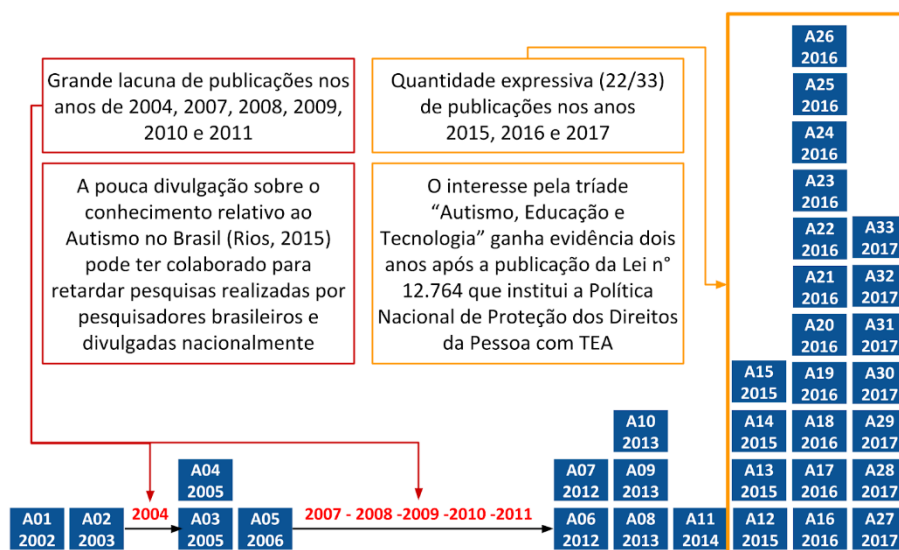 Grande lacuna de publicações nos
anos de 2004, 2007, 2008, 2009,
2010 e 2011
Quantidade expressiva (22/33)
de publicações nos anos
2015, 2016 e 2017
A pouca divulgação sobre o
conhecimento relativo ao
Autismo no Brasil (Rios, 2015)
pode ter colaborado para
retardar pesquisas realizadas por
pesquisadores brasileiros e
divulgadas nacionalmente
O interesse pela tríade
“Autismo, Educação e
Tecnologia” ganha evidência dois
anos após a publicação da Lei n°
12.764 que institui a Política
Nacional de Proteção dos Direitos
da Pessoa com TEA
A01
2002
A02
2003
2004
A04
2005
A03
2005
A05
2006
2007 - 2008 -2009 -2010 -2011
A07
2012
A06
2012
A10
2013
A09
2013
A08
2013
A11
2014
A15
2015
A14
2015
A13
2015
A12
2015
A26
2016
A25
2016
A24
2016
A23
2016
A22
2016
A21
2016
A20
2016
A19
2016
A18
2016
A17
2016
A16
2016
A33
2017
A32
2017
A31
2017
A30
2017
A29
2017
A28
2017
A27
2017